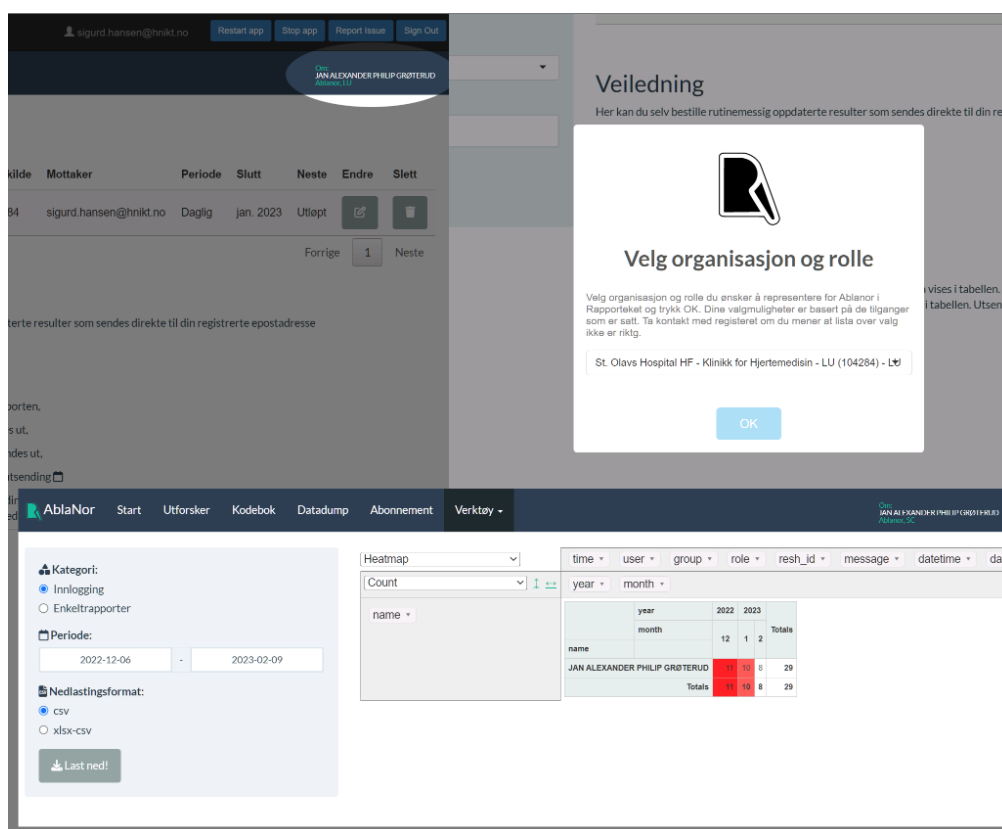 sigurd.hansen@hnikt.no Restart app Stop app Report issue Sign Out
Om:
JAN ALEXANDER PHILIP GRØTERUD
Ablanor, LU
kilde Mottaker Periode Slutt Neste Endre Slett
84 sigurd.hansen@hnikt.no Daglig jan. 2023 Utløpt
Forrige 1 Neste
terte resulter som sendes direkte til din registrerte epostadresse
porten,
s ut,
ndes ut,
tsending
Veiledning
Her kan du selv bestille rutinemessig oppdaterte resulter som sendes direkte til din re
Velg organisasjon og rolle
Velg organisasjon og rolle du ønsker å representere for Ablanor i
Rapporteket og trykk OK. Dine valgmuligheter er basert på de tilganger
som er satt. Ta kontakt med registeret om du mener at lista over valg
ikke er riktg.
St. Olavs Hospital HF - Klinikk for Hjertemedisin - LU (104284) - LU
OK
vises i tabellen.
i tabellen. Utsen
AblaNor Start Utforsker Kodebok Datadump Abonnement Verktøy
Om:
JAN ALEXANDER PHILIP GRØTERUD
Ablanor, SC
Kategori:
Innlogging
Enkeltrapporter
Periode:
2022-12-06 - 2023-02-09
Nedlastingsformat:
csv
xlsx-csv
Last ned!
Heatmap
Count
name
time user group role resh_id message datetime da
year month
year 2022 2023
month 12 1 2 Totals
name
JAN ALEXANDER PHILIP GRØTERUD 11 10 8 29
Totals 11 10 8 29